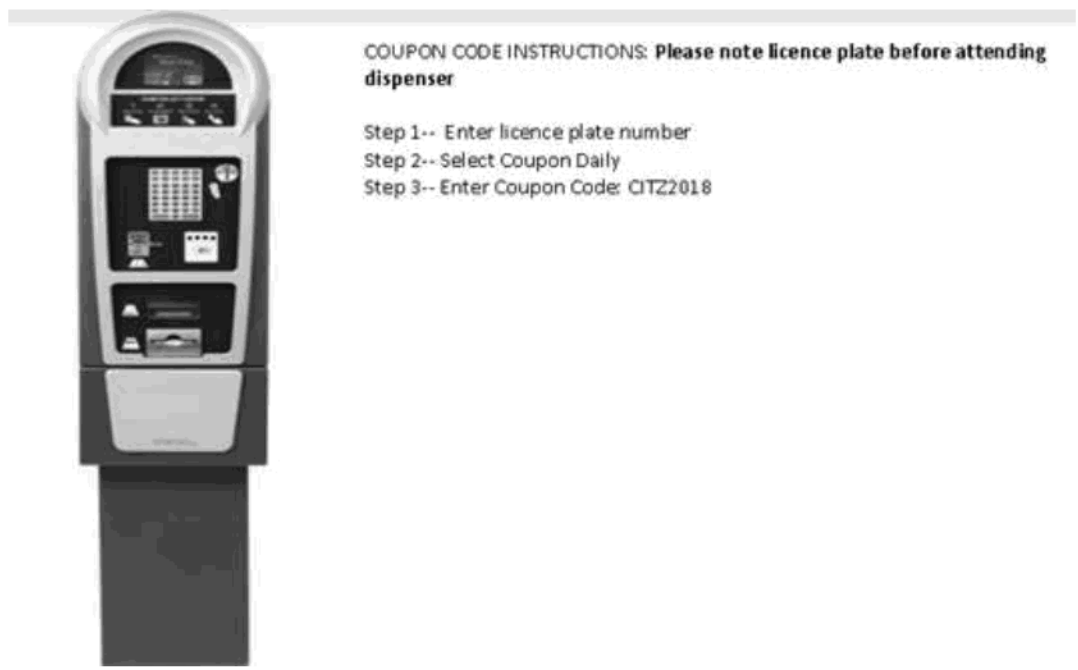 COUPON CODE INSTRUCTIONS: Please note licence plate before attending
dispenser
Step 1-- Enter licence plate number
Step 2-- Select Coupon Daily
Step 3-- Enter Coupon Code: CITZ2018